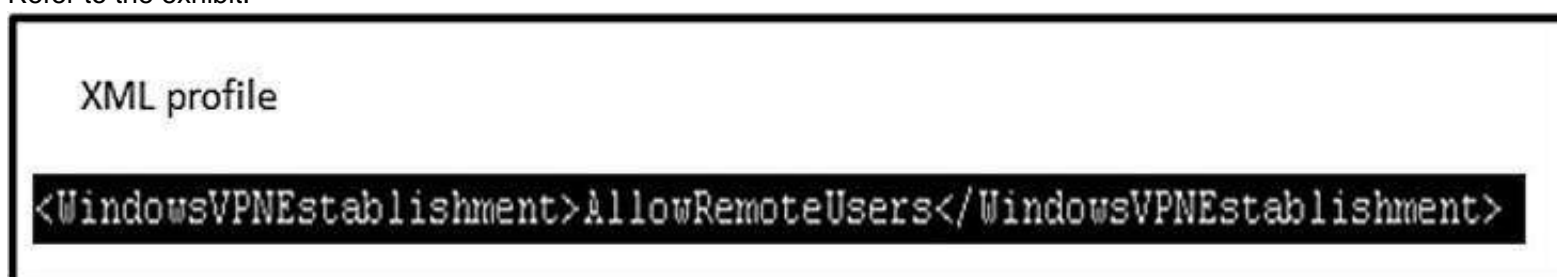 Refer to the exhibit.
XML profile
<WindowsVPNEstablishment>AllowRemoteUsers</WindowsVPNEstablishment>